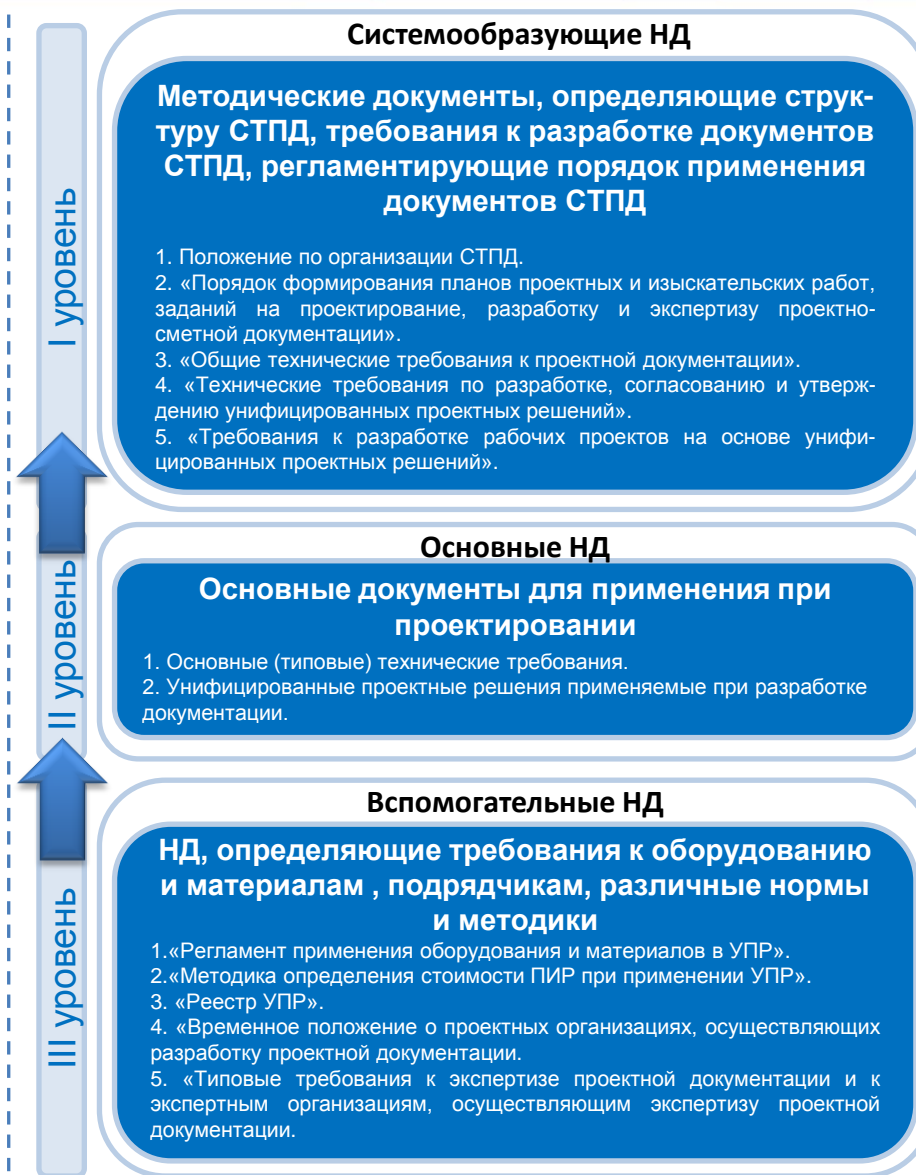 Системообразующие НД
Методические документы, определяющие струк-
туру СТПД, требования к разработке документов
СТПД, регламентирующие порядок применения
документов СТПД
1. Положение по организации СТПД.
2. «Порядок формирования планов проектных и изыскательских работ,
заданий на проектирование, разработку и экспертизу проектно-
сметной документации».
3. «Общие технические требования к проектной документации».
4. «Технические требования по разработке, согласованию и утверж-
дению унифицированных проектных решений».
5. «Требования к разработке рабочих проектов на основе унифи-
цированных проектных решений».
I уровень
Основные НД
Основные документы для применения при
проектировании
1. Основные (типовые) технические требования.
2. Унифицированные проектные решения применяемые при разработке
документации.
II уровень
Вспомогательные НД
НД, определяющие требования к оборудованию
и материалам , подрядчикам, различные нормы
и методики
1.«Регламент применения оборудования и материалов в УПР».
2.«Методика определения стоимости ПИР при применении УПР».
3. «Реестр УПР».
4. «Временное положение о проектных организациях, осуществляющих
разработку проектной документации.
5. «Типовые требования к экспертизе проектной документации и к
экспертным организациям, осуществляющим экспертизу проектной
документации.
III уровень